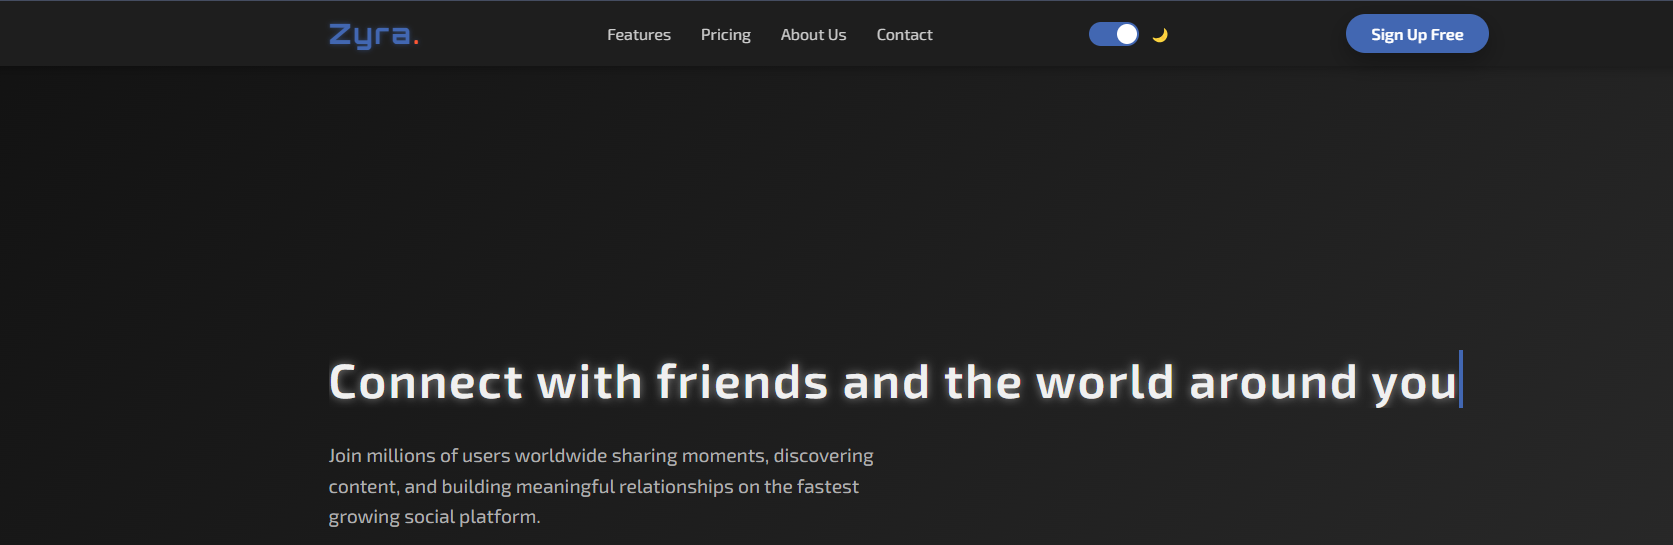 Zyra.
Features Pricing About Us Contact
Sign Up Free
Connect with friends and the world around you
Join millions of users worldwide sharing moments, discovering
content, and building meaningful relationships on the fastest
growing social platform.